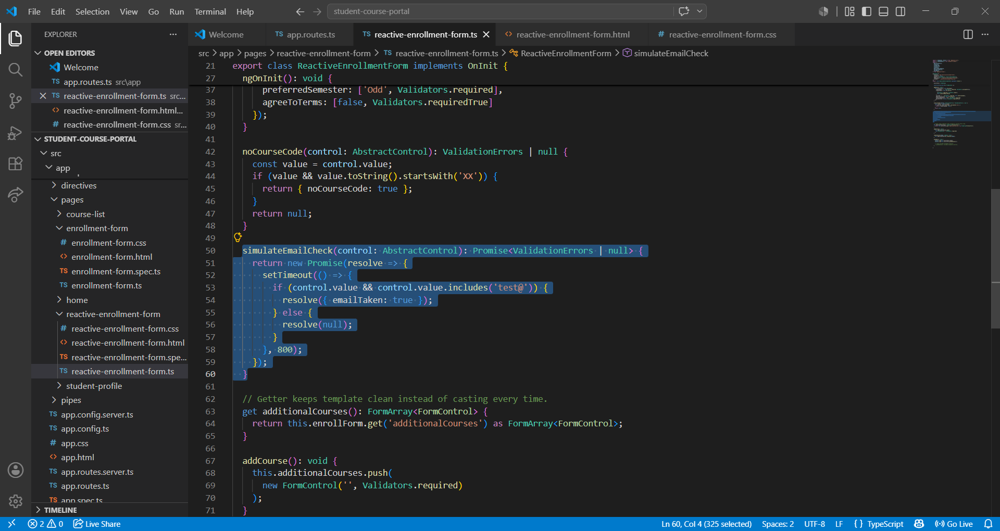 File Edit Selection View Go Run Terminal Help
student-course-portal
EXPLORER
OPEN EDITORS
Welcome
TS app.routes.ts src\app
TS reactive-enrollment-form.ts src...
<> reactive-enrollment-form.html...
# reactive-enrollment-form.css sr...
STUDENT-COURSE-PORTAL
src
app
directives
pages
course-list
enrollment-form
# enrollment-form.css
<> enrollment-form.html
TS enrollment-form.spec.ts
TS enrollment-form.ts
home
reactive-enrollment-form
# reactive-enrollment-form.css
<> reactive-enrollment-form.html
TS reactive-enrollment-form.spe...
TS reactive-enrollment-form.ts
student-profile
pipes
TS app.config.server.ts
TS app.config.ts
# app.css
<> app.html
TS app.routes.server.ts
TS app.routes.ts
TS app.spec.ts
TIMELINE
Welcome TS app.routes.ts TS reactive-enrollment-form.ts <> reactive-enrollment-form.html # reactive-enrollment-form.css
src > app > pages > reactive-enrollment-form > TS reactive-enrollment-form.ts > ReactiveEnrollmentForm > simulateEmailCheck
21 export class ReactiveEnrollmentForm implements OnInit {
27 ngOnInit(): void {
37 preferredSemester: ['Odd', Validators.required],
38 agreeToTerms: [false, Validators.requiredTrue]
39 });
40 }
41
42 noCourseCode(control: AbstractControl): ValidationErrors | null {
43 const value = control.value;
44 if (value && value.toString().startsWith('XX')) {
45 return { noCourseCode: true };
46 }
47 return null;
48 }
49
50 simulateEmailCheck(control: AbstractControl): Promise<ValidationErrors | null> {
51 return new Promise(resolve => {
52 setTimeout(() => {
53 if (control.value && control.value.includes('test@')) {
54 resolve({ emailTaken: true });
55 } else {
56 resolve(null);
57 }
58 }, 800);
59 });
60 }
61
62 // Getter keeps template clean instead of casting every time.
63 get additionalCourses(): FormArray<FormControl> {
64 return this.enrollForm.get('additionalCourses') as FormArray<FormControl>;
65 }
66
67 addCourse(): void {
68 this.additionalCourses.push(
69 new FormControl('', Validators.required)
70 );
71 }
2 0 Live Share Ln 60, Col 4 (325 selected) Spaces: 2 UTF-8 LF {} TypeScript Go Live